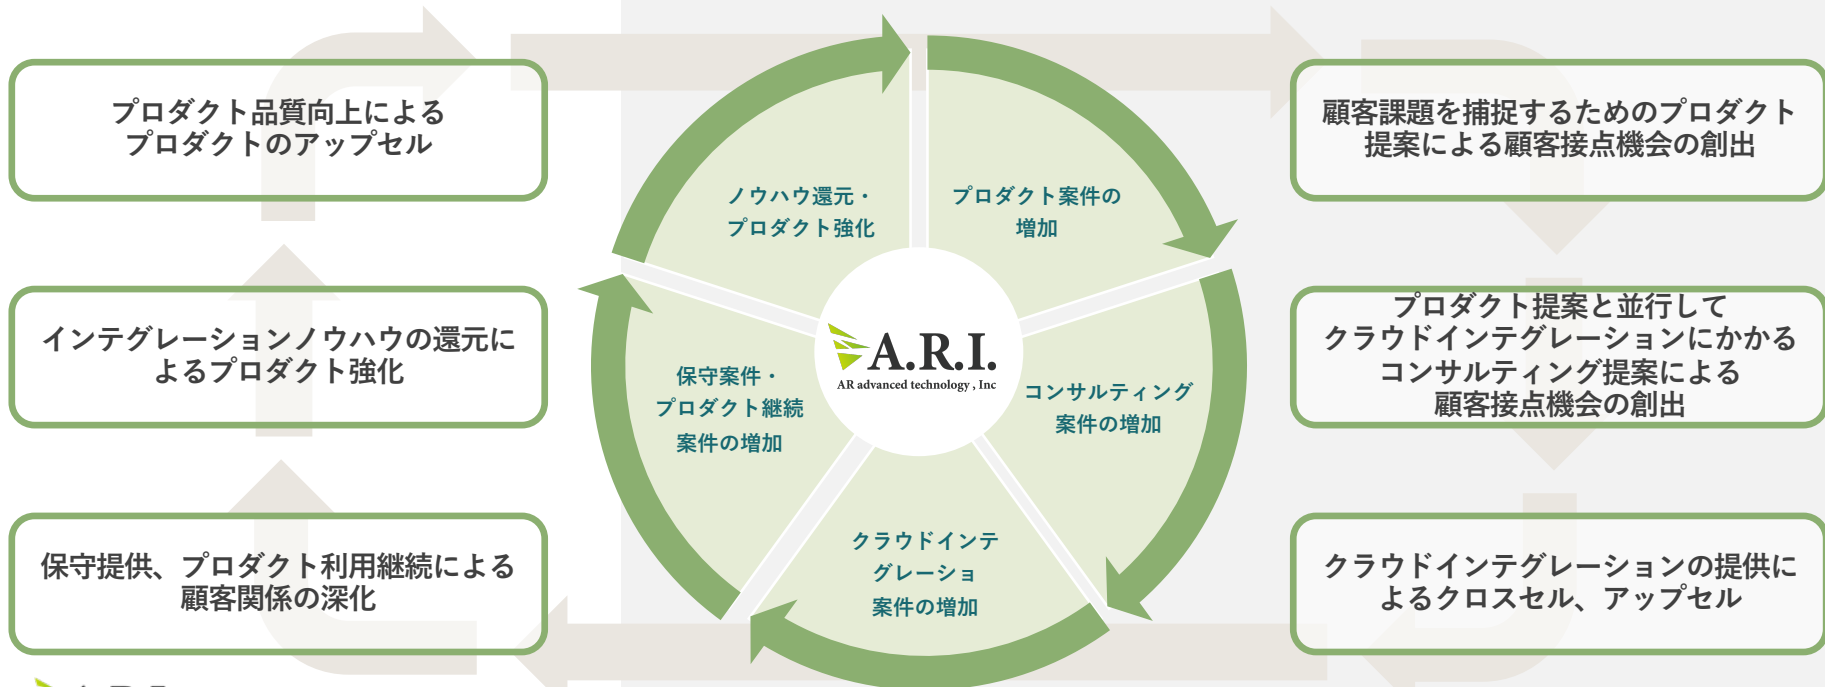 プロダクト品質向上による
プロダクトのアップセル
インテグレーションノウハウの還元に
よるプロダクト強化
保守提供、プロダクト利用継続による
顧客関係の深化
ノウハウ還元・
プロダクト強化
プロダクト案件の
増加
保守案件・
プロダクト継続
案件の増加
A.R.I.
AR advanced technology , Inc
コンサルティング
案件の増加
クラウドインテ
グレーショ
案件の増加
顧客課題を捕捉するためのプロダクト
提案による顧客接点機会の創出
プロダクト提案と並行して
クラウドインテグレーションにかかる
コンサルティング提案による
顧客接点機会の創出
クラウドインテグレーションの提供に
よるクロスセル、アップセル